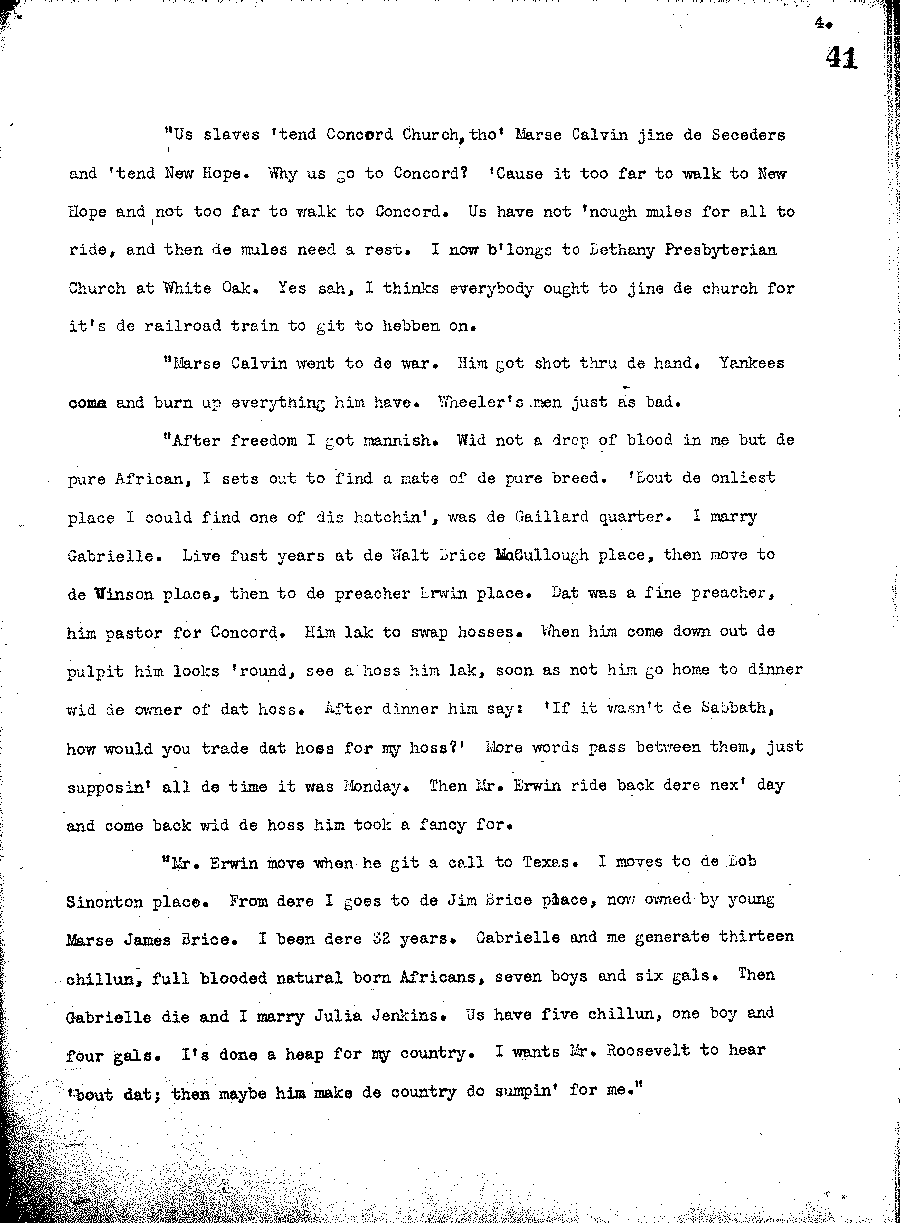 4.
41
"Us slaves 'tend Concord Church, tho' Marse Calvin jine de Seceders
and 'tend New Hope. Why us go to Concord? 'Cause it too far to walk to New
Hope and not too far to walk to Concord. Us have not 'nough mules for all to
ride, and then de mules need a rest. I now b'longs to Bethany Presbyterian
Church at White Oak. Yes sah, I thinks everybody ought to jine de church for
it's de railroad train to git to hebben on.
"Marse Calvin went to de war. Him got shot thru de hand. Yankees
come and burn up everything him have. Wheeler's men just as bad.
"After freedom I got mannish. Wid not a drop of blood in me but de
pure African, I sets out to find a mate of de pure breed. 'Bout de onliest
place I could find one of dis hatchin', was de Gaillard quarter. I marry
Gabrielle. Live fust years at de Walt Brice McCullough place, then move to
de Winson place, then to de preacher Erwin place. Dat was a fine preacher,
him pastor for Concord. Him lak to swap hosses. When him come down out de
pulpit him looks 'round, see a hoss him lak, soon as not him go home to dinner
wid de owner of dat hoss. After dinner him say: 'If it wasn't de Sabbath,
how would you trade dat hoss for my hoss?' More words pass between them, just
supposin' all de time it was Monday. Then Mr. Erwin ride back dere nex' day
and come back wid de hoss him took a fancy for.
"Mr. Erwin move when he git a call to Texas. I moves to de Bob
Sinonton place. From dere I goes to de Jim Brice place, now owned by young
Marse James Brice. I been dere 32 years. Gabrielle and me generate thirteen
chillun, full blooded natural born Africans, seven boys and six gals. Then
Gabrielle die and I marry Julia Jenkins. Us have five chillun, one boy and
four gals. I's done a heap for my country. I wants Mr. Roosevelt to hear
'bout dat; then maybe him make de country do sumpin' for me."